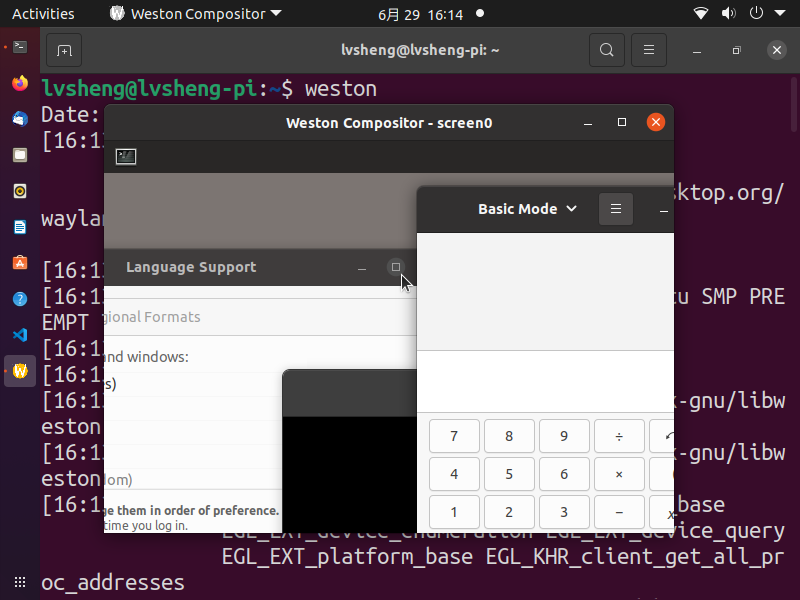 Activities Weston Compositor 6月 29 16:14
lvsheng@lvsheng-pi: ~
lvsheng@lvsheng-pi:~$ weston
Date:
Weston Compositor - screen0
[16:1
sktop.org/
wayla
Basic Mode
Language Support
[16:1
[16:1 SMP PRE
gional Formats
EMPT
[16:1
and windows:
[16:1
s)
[16:1 x-gnu/libw
eston
7 8 9 ÷
[16:1 x-gnu/libw
4 5 6 ×
eston
dom)
[16:1 base
1 2 3 −
ge them in order of preference.
time you log in.
EGL_EXT_device_enumeration EGL_EXT_device_query
EGL_EXT_platform_base EGL_KHR_client_get_all_pr
oc_addresses